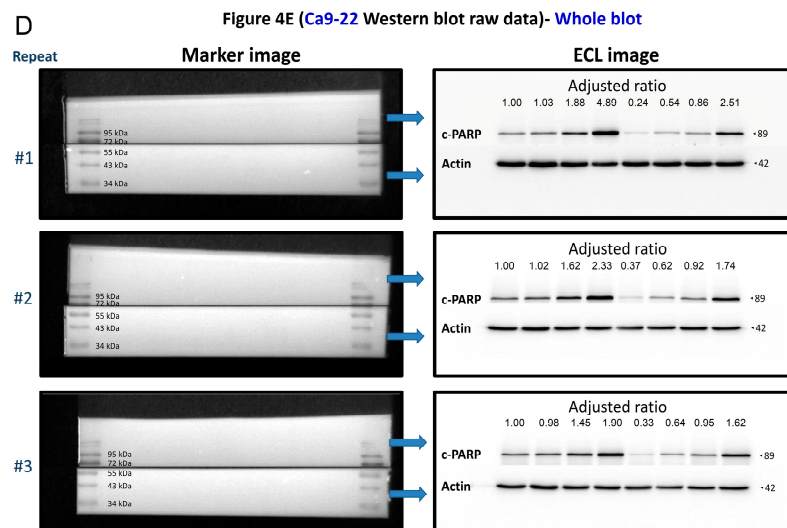 D
Figure 4E (Ca9-22 Western blot raw data)- Whole blot
Repeat
Marker image
ECL image
#1
95 kDa
72 kDa
55 kDa
43 kDa
34 kDa
Adjusted ratio
1.00 1.03 1.88 4.89 0.24 0.54 0.86 2.51
c-PARP
89
Actin
42
#2
95 kDa
72 kDa
55 kDa
43 kDa
34 kDa
Adjusted ratio
1.00 1.02 1.62 2.33 0.37 0.62 0.92 1.74
c-PARP
89
Actin
42
#3
95 kDa
72 kDa
55 kDa
43 kDa
34 kDa
Adjusted ratio
1.00 0.98 1.45 1.90 0.33 0.64 0.95 1.62
c-PARP
89
Actin
42